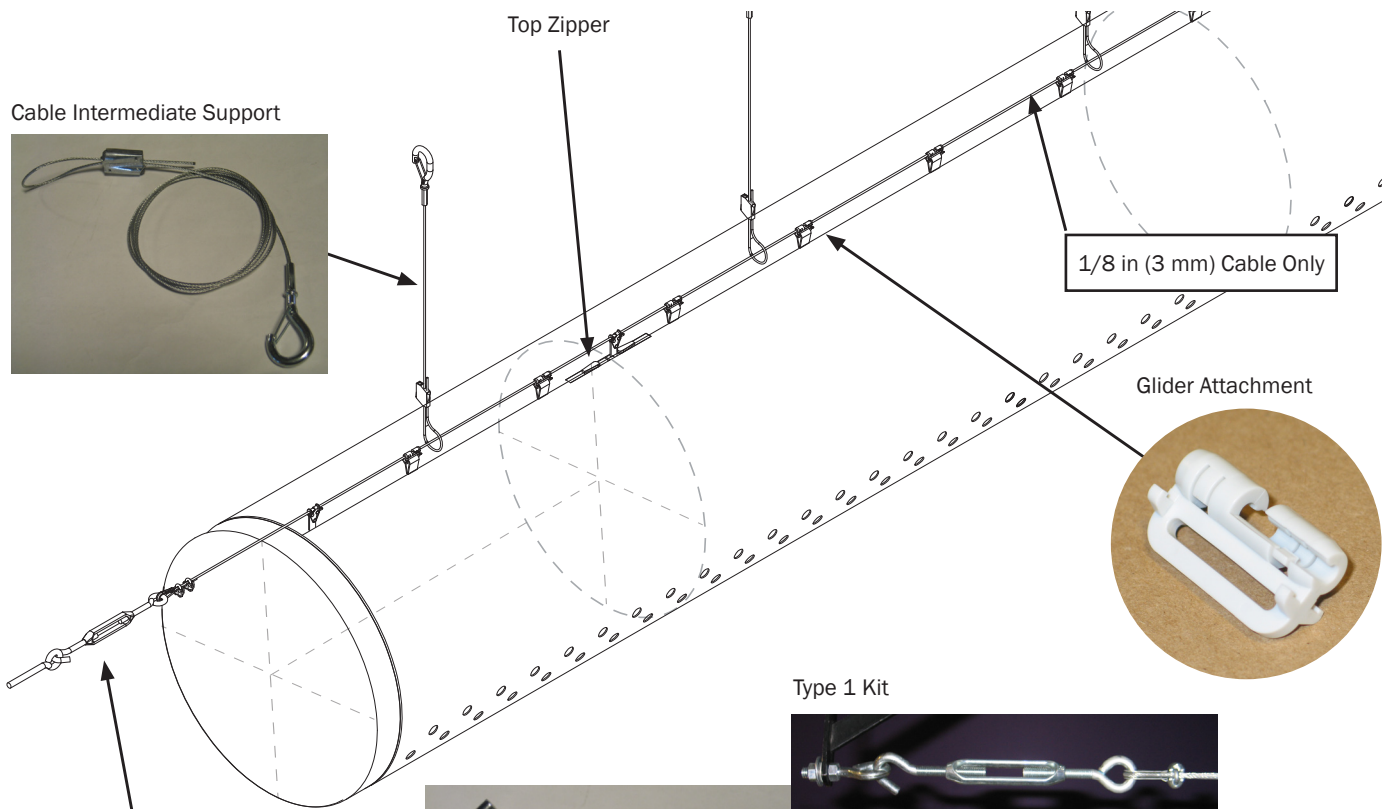 Top Zipper
Cable Intermediate Support
1/8 in (3 mm) Cable Only
Glider Attachment
Type 1 Kit